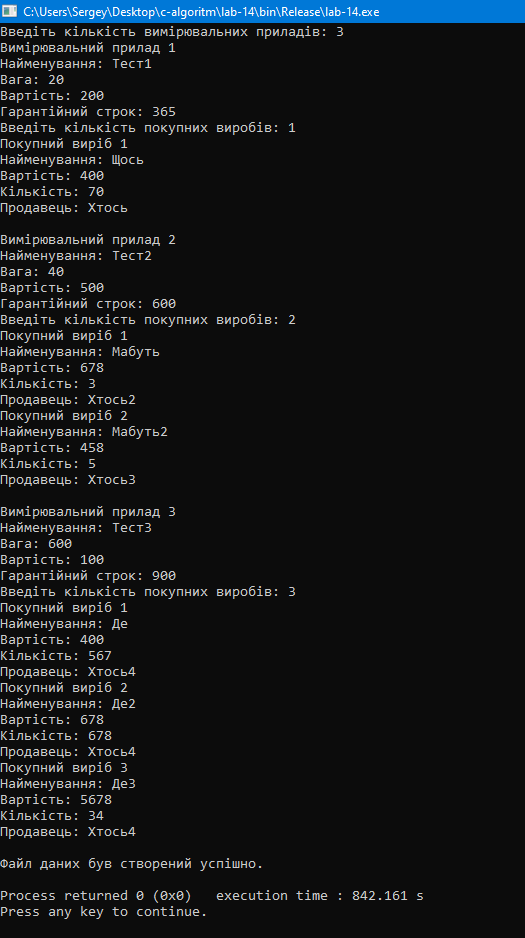 C:\Users\Sergey\Desktop\c-algoritm\lab-14\bin\Release\lab-14.exe
Введіть кількість вимірювальних приладів: 3
Вимірювальний прилад 1
Найменування: Тест1
Вага: 20
Вартість: 200
Гарантійний строк: 365
Введіть кількість покупних виробів: 1
Покупний виріб 1
Найменування: Щось
Вартість: 400
Кількість: 70
Продавець: Хтось

Вимірювальний прилад 2
Найменування: Тест2
Вага: 40
Вартість: 500
Гарантійний строк: 600
Введіть кількість покупних виробів: 2
Покупний виріб 1
Найменування: Мабуть
Вартість: 678
Кількість: 3
Продавець: Хтось2
Покупний виріб 2
Найменування: Мабуть2
Вартість: 458
Кількість: 5
Продавець: Хтось3

Вимірювальний прилад 3
Найменування: Тест3
Вага: 600
Вартість: 100
Гарантійний строк: 900
Введіть кількість покупних виробів: 3
Покупний виріб 1
Найменування: Де
Вартість: 400
Кількість: 567
Продавець: Хтось4
Покупний виріб 2
Найменування: Де2
Вартість: 678
Кількість: 678
Продавець: Хтось4
Покупний виріб 3
Найменування: Де3
Вартість: 5678
Кількість: 34
Продавець: Хтось4

Файл даних був створений успішно.

Process returned 0 (0x0)   execution time : 842.161 s
Press any key to continue.